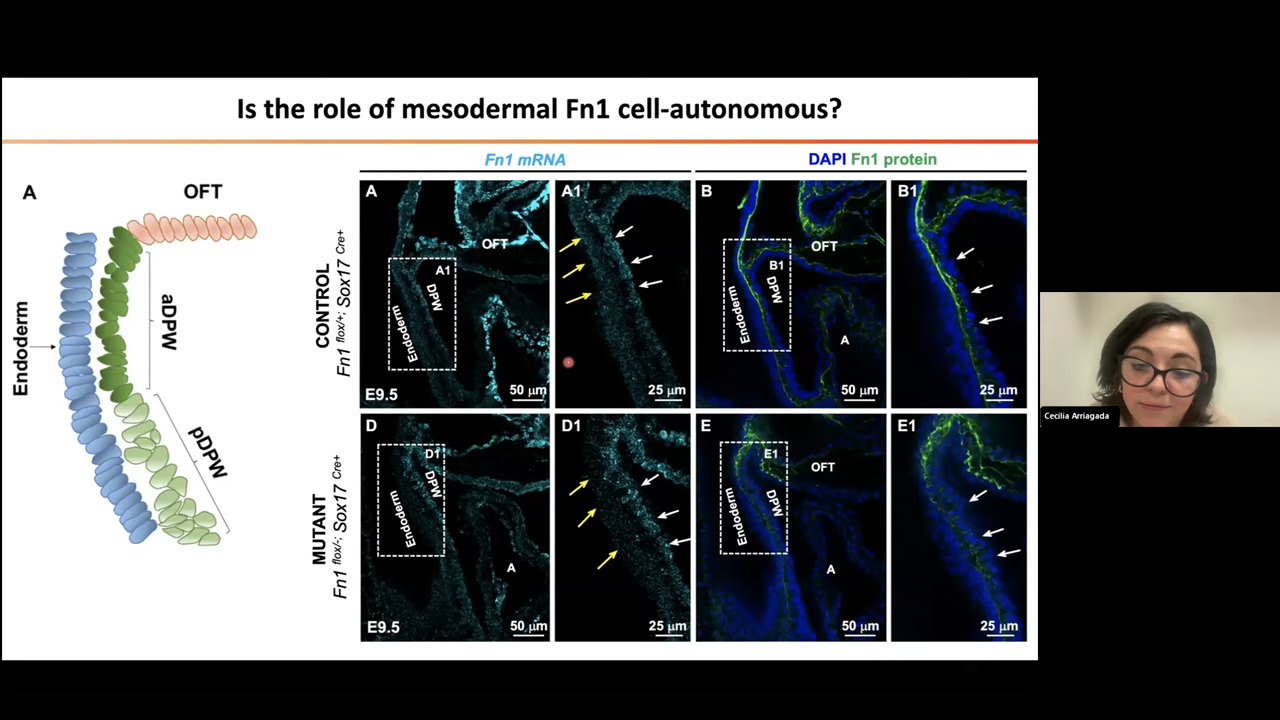 Is the role of mesodermal Fn1 cell-autonomous?
Fn1 mRNA
DAPI Fn1 protein
A
OFT
Endoderm
aDPW
pDPW
CONTROL
Fn1 flox/+; Sox17 Cre+
A
OFT
A1
DPW
Endoderm
E9.5
50 μm
A1
25 μm
B
OFT
B1
DPW
Endoderm
A
50 μm
B1
25 μm
MUTANT
Fn1 flox/-; Sox17 Cre+
D
D1
DPW
Endoderm
A
E9.5
50 μm
D1
25 μm
E
E1
OFT
DPW
Endoderm
A
50 μm
E1
25 μm
Cecilia Arriagada